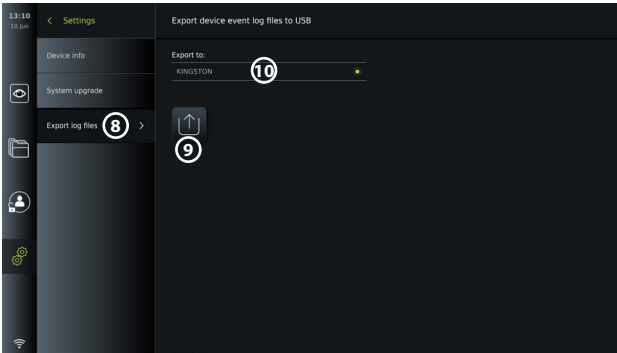 13:10
10 Jun
Settings
Export device event log files to USB
Device info
Export to:
KINGSTON
10
System upgrade
Export log files
8
9